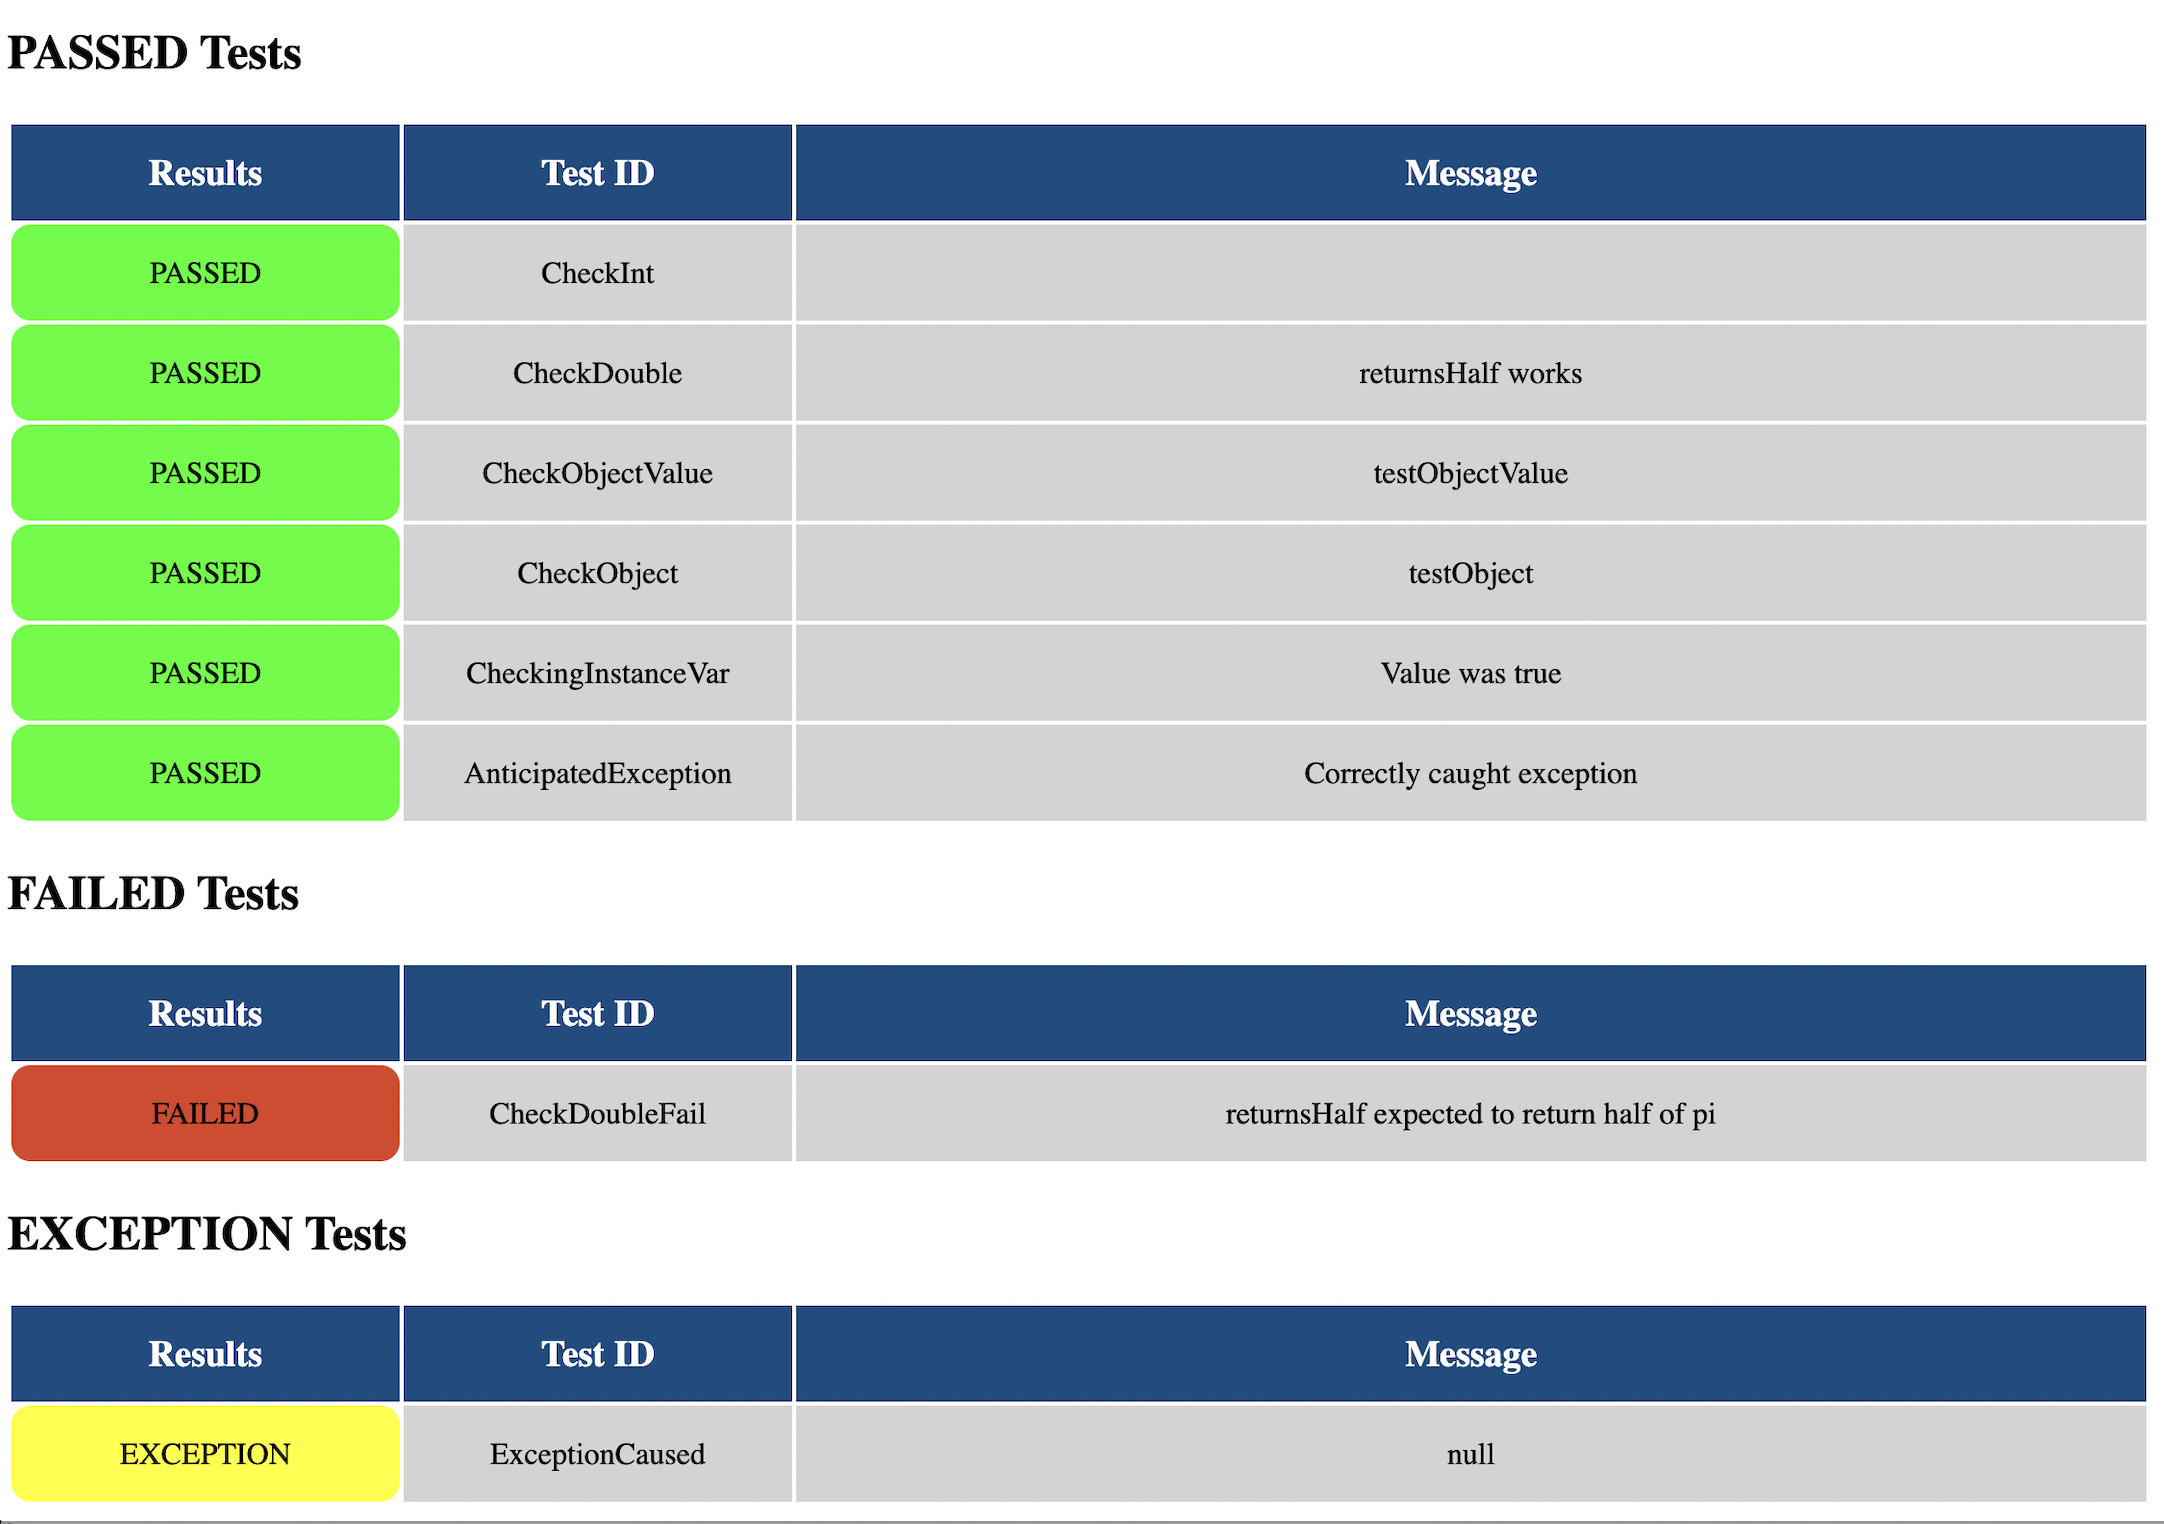 PASSED Tests
Results Test ID Message
PASSED CheckInt
PASSED CheckDouble returnsHalf works
PASSED CheckObjectValue testObjectValue
PASSED CheckObject testObject
PASSED CheckingInstanceVar Value was true
PASSED AnticipatedException Correctly caught exception
FAILED Tests
Results Test ID Message
FAILED CheckDoubleFail returnsHalf expected to return half of pi
EXCEPTION Tests
Results Test ID Message
EXCEPTION ExceptionCaused null